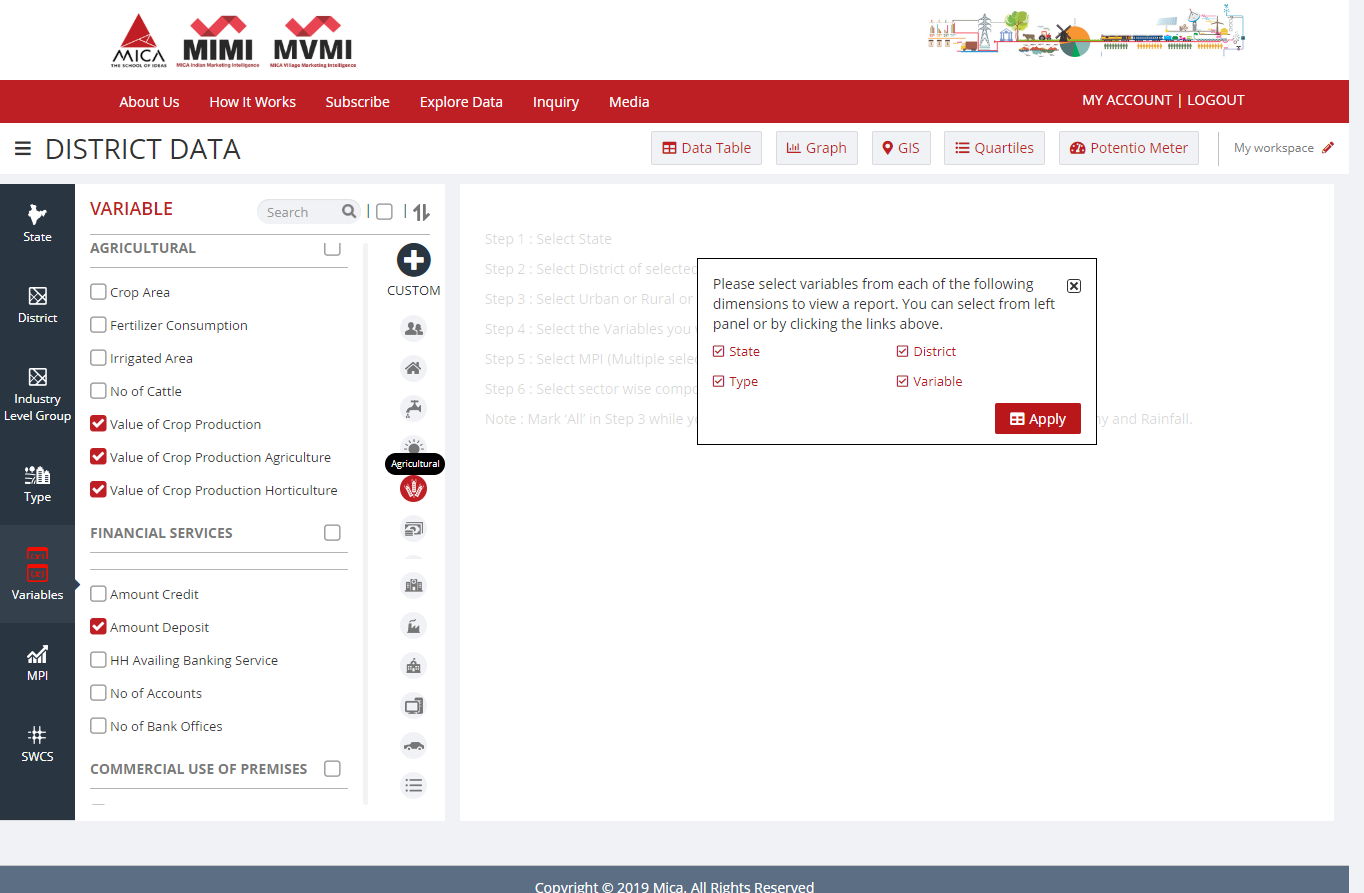 MICA
THE SCHOOL OF IDEAS
MIMI
MICA Indian Marketing Intelligence
MVMI
MICA Village Marketing Intelligence
About Us
How It Works
Subscribe
Explore Data
Inquiry
Media
MY ACCOUNT | LOGOUT
DISTRICT DATA
Data Table
Graph
GIS
Quartiles
Potentio Meter
My workspace
State
District
Industry
Level Group
Type
Variables
MPI
SWCS
VARIABLE
Search
AGRICULTURAL
Crop Area
Fertilizer Consumption
Irrigated Area
No of Cattle
Value of Crop Production
Value of Crop Production Agriculture
Value of Crop Production Horticulture
FINANCIAL SERVICES
Amount Credit
Amount Deposit
HH Availing Banking Service
No of Accounts
No of Bank Offices
COMMERCIAL USE OF PREMISES
CUSTOM
Agricultural
Step 1 : Select State
Step 2 : Select District of selected
Step 3 : Select Urban or Rural or
Step 4 : Select the Variables you
Step 5 : Select MPI (Multiple sele
Step 6 : Select sector wise compo
Note : Mark ‘All’ in Step 3 while yo
y and Rainfall.
Please select variables from each of the following
dimensions to view a report. You can select from left
panel or by clicking the links above.
State
District
Type
Variable
Apply
Copyright © 2019 Mica. All Rights Reserved